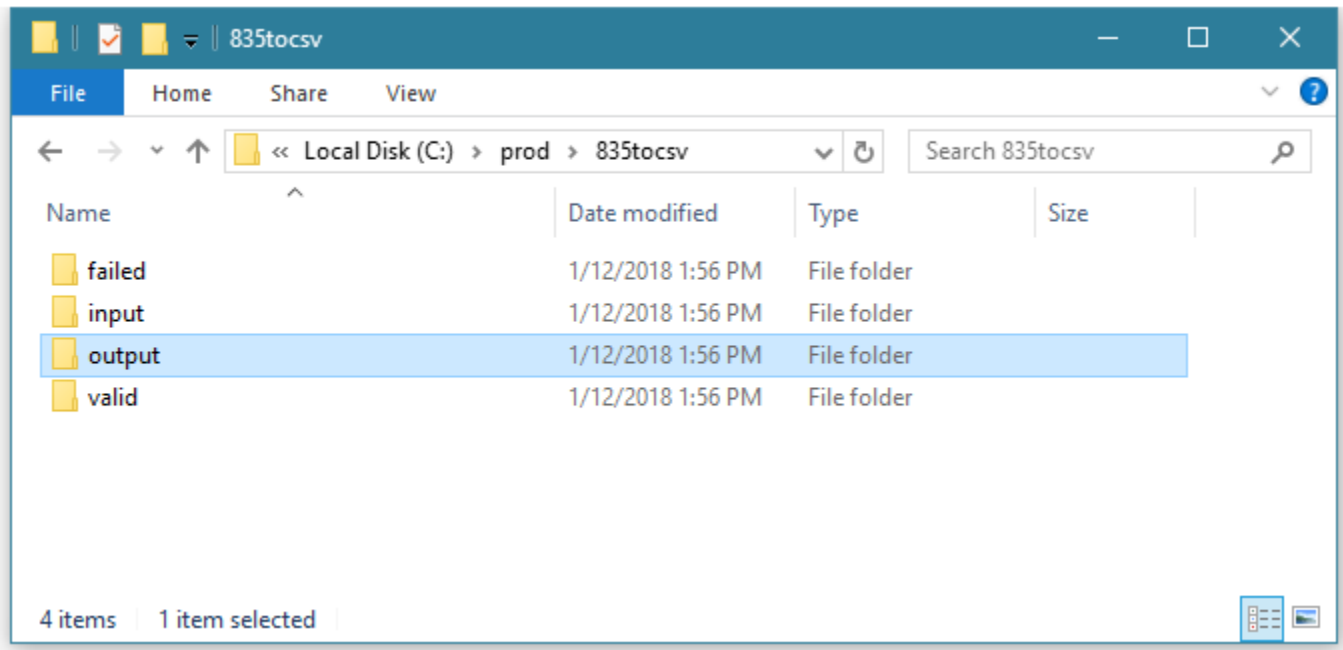 835tocsv
File Home Share View
« Local Disk (C:) › prod › 835tocsv Search 835tocsv
Name Date modified Type Size
failed 1/12/2018 1:56 PM File folder
input 1/12/2018 1:56 PM File folder
output 1/12/2018 1:56 PM File folder
valid 1/12/2018 1:56 PM File folder
4 items 1 item selected